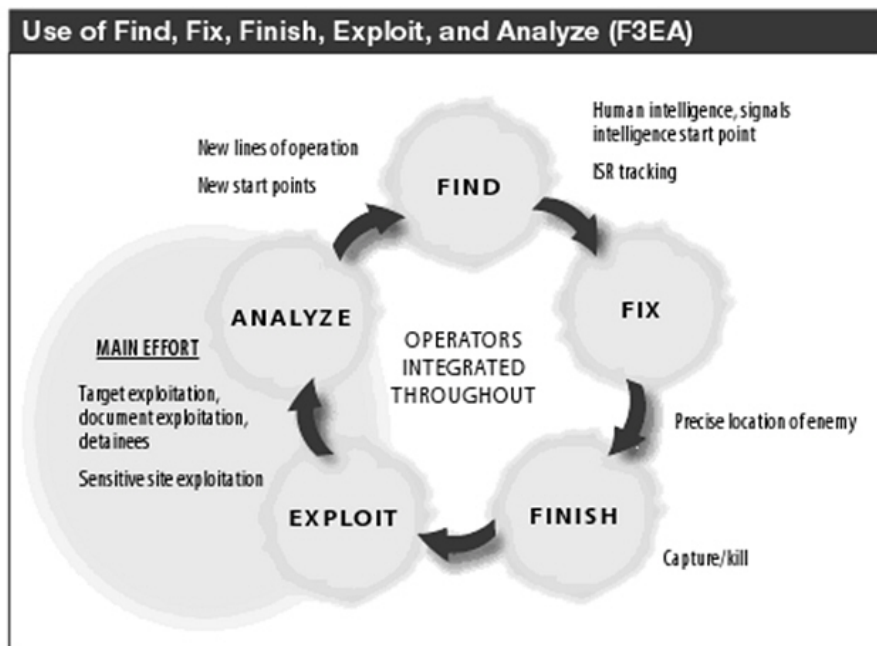 Use of Find, Fix, Finish, Exploit, and Analyze (F3EA)
Human intelligence, signals
intelligence start point
ISR tracking
New lines of operation
New start points
FIND
FIX
ANALYZE
OPERATORS
INTEGRATED
THROUGHOUT
MAIN EFFORT
Target exploitation,
document exploitation,
detainees
Sensitive site exploitation
Precise location of enemy
EXPLOIT
FINISH
Capture/kill